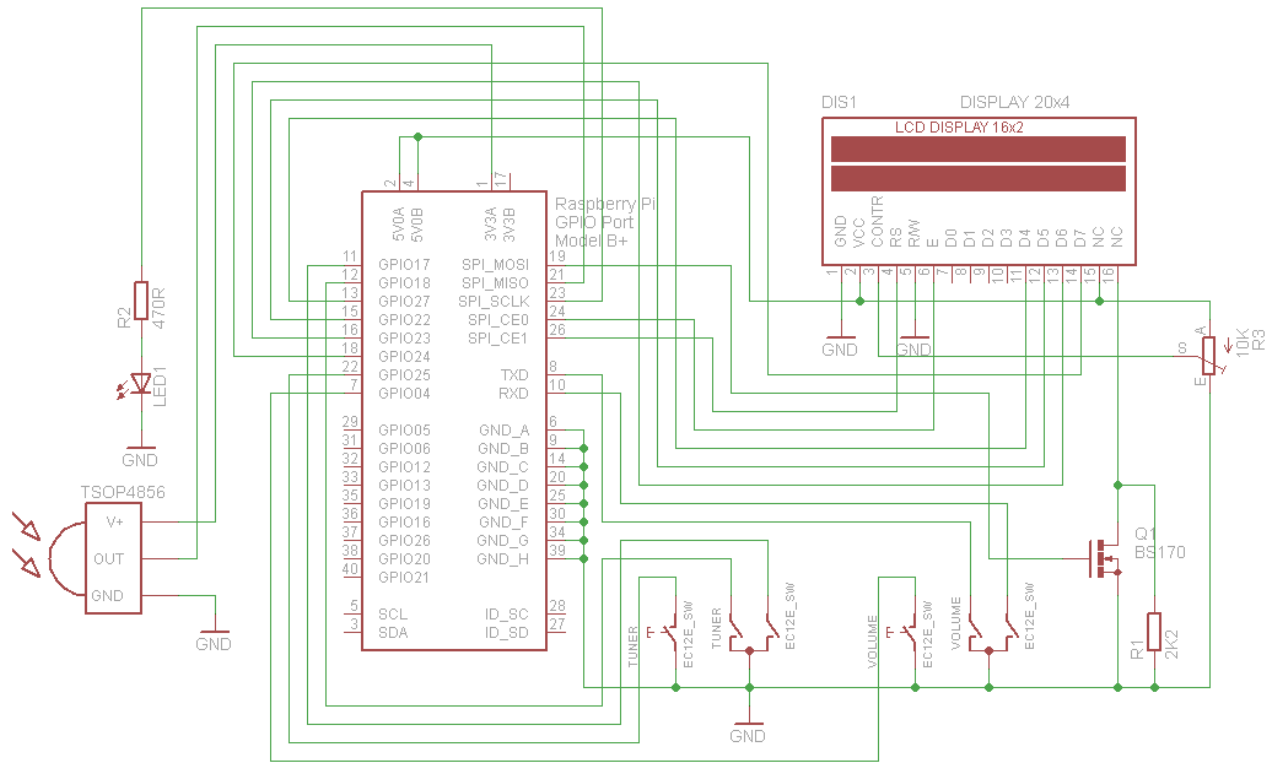 DIS1 DISPLAY 20x4
LCD DISPLAY 16x2
GND
VCC
CONTR
RS
R/W
E
D0
D1
D2
D3
D4
D5
D6
D7
NC
NC
1 2 3 4 5 6 7 8 9 10 11 12 13 14 15 16
GND
GND
A
S
E
10K
R3
2 4 1 17
5V0A
5V0B
3V3A
3V3B
Raspberry Pi
GPIO Port
Model B+
11 GPIO17 SPI_MOSI 19
12 GPIO18 SPI_MISO 21
13 GPIO27 SPI_SCLK 23
15 GPIO22 SPI_CE0 24
16 GPIO23 SPI_CE1 26
18 GPIO24
22 GPIO25 TXD 8
7 GPIO04 RXD 10
29 GPIO05 GND_A 6
31 GPIO06 GND_B 9
32 GPIO12 GND_C 14
33 GPIO13 GND_D 20
35 GPIO19 GND_E 25
36 GPIO16 GND_F 30
37 GPIO26 GND_G 34
38 GPIO20 GND_H 39
40 GPIO21
5 SCL ID_SC 28
3 SDA ID_SD 27
R2
470R
LED1
GND
TSOP4856
V+
OUT
GND
GND
TUNER
EC12E_SW
TUNER
EC12E_SW
VOLUME
EC12E_SW
VOLUME
EC12E_SW
GND
Q1
BS170
R1
2K2